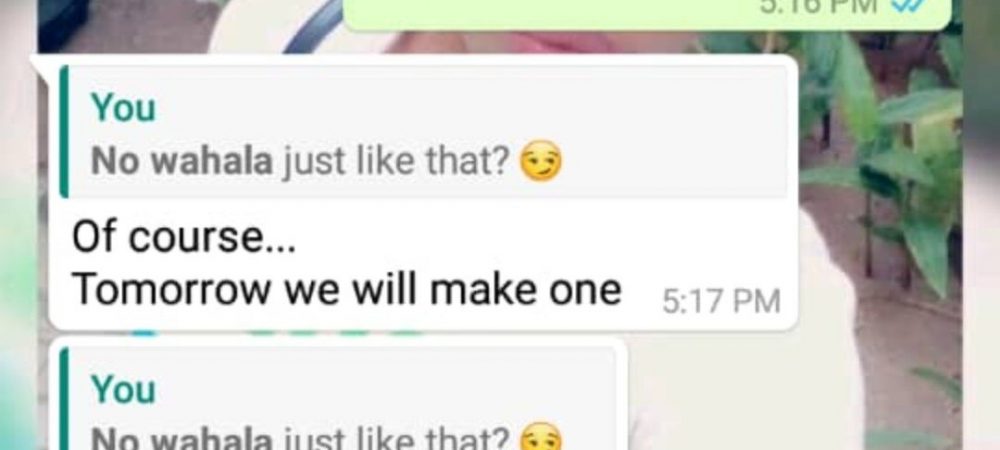 5:16 PM
You
No wahala just like that? 😏
Of course...
Tomorrow we will make one
5:17 PM
You
No wahala just like that? 😏